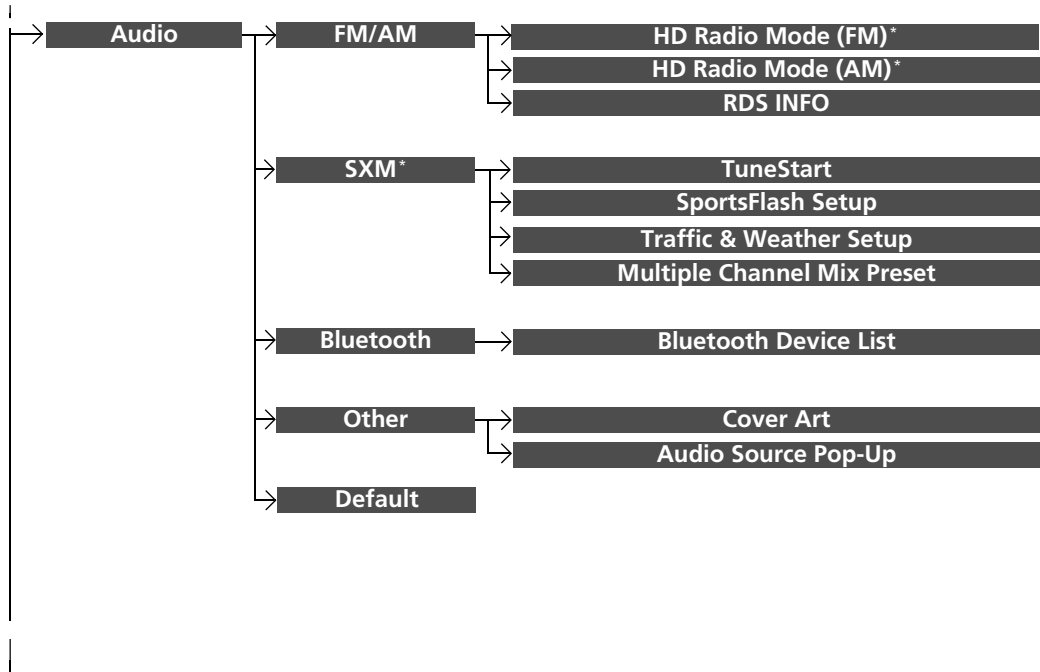 Audio
FM/AM
HD Radio Mode (FM)*
HD Radio Mode (AM)*
RDS INFO
SXM*
TuneStart
SportsFlash Setup
Traffic & Weather Setup
Multiple Channel Mix Preset
Bluetooth
Bluetooth Device List
Other
Cover Art
Audio Source Pop-Up
Default